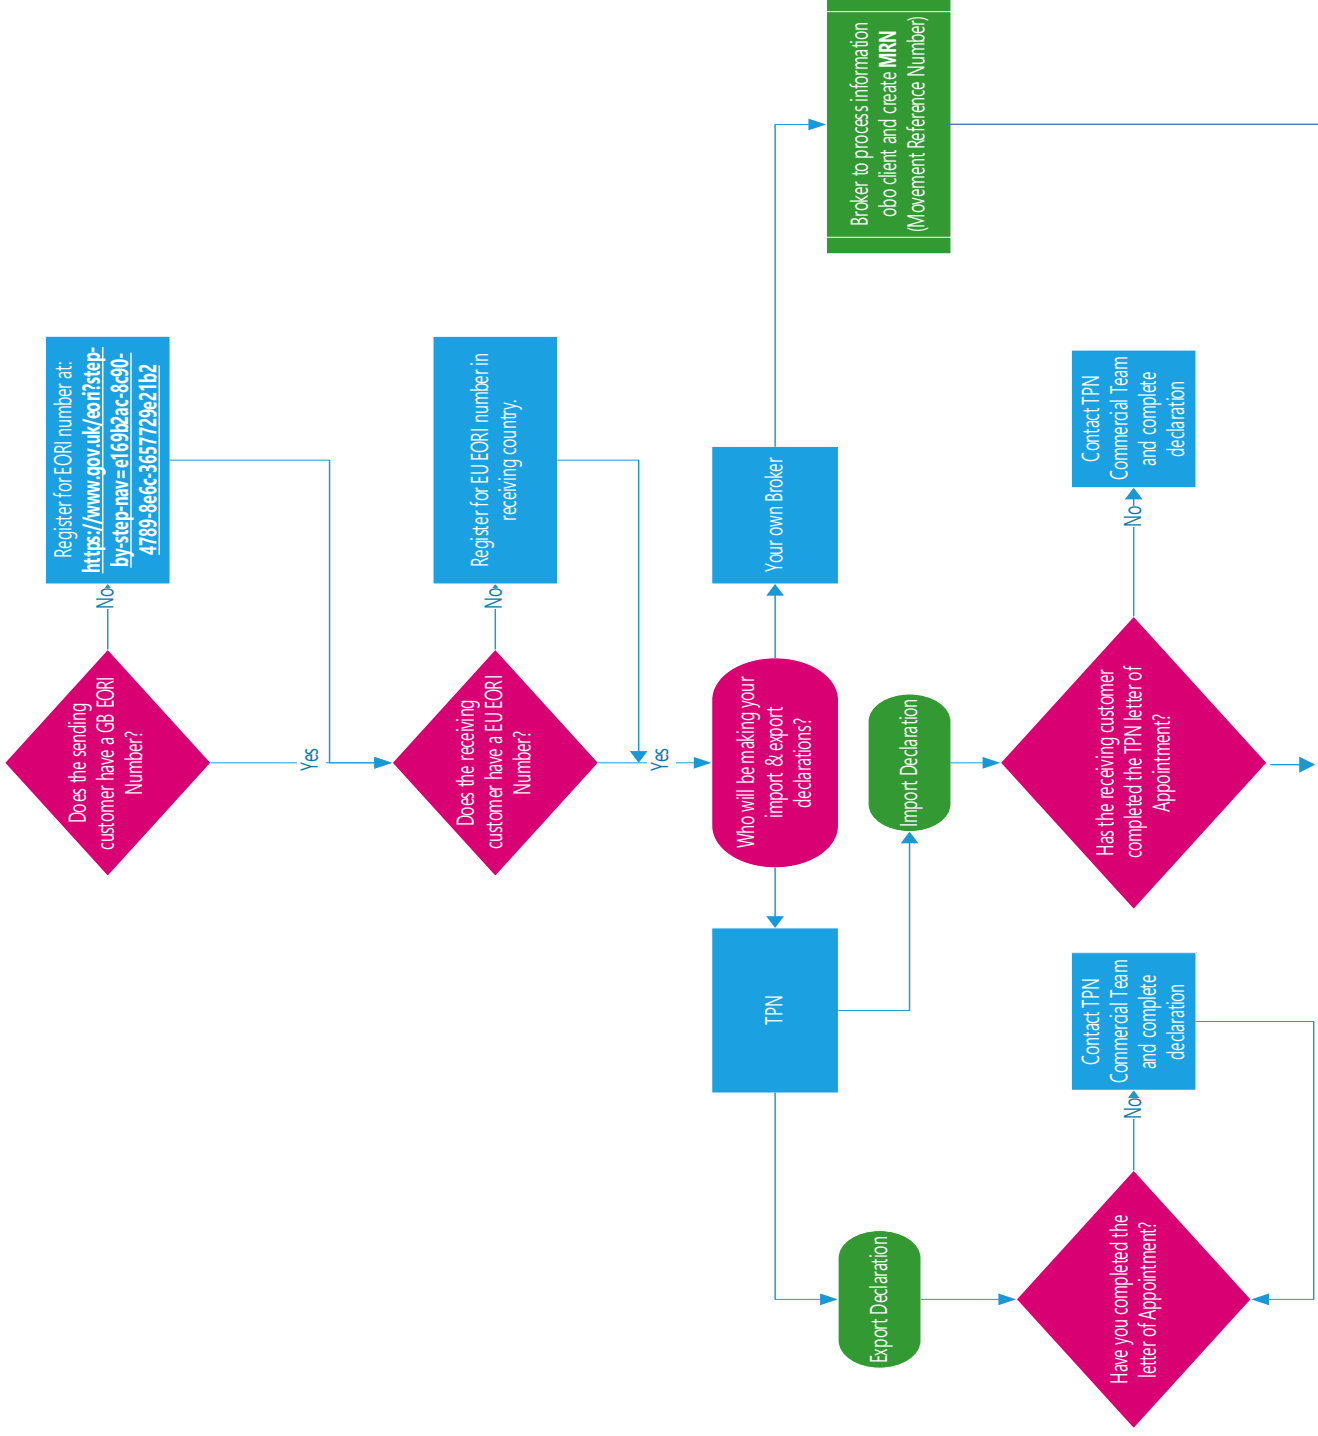 Does the sending
customer have a GB EORI
Number?
No
Register for EORI number at:
https://www.gov.uk/eori?step-
by-step-nav=e169b2ac-8c90-
4789-8e6c-3657729e21b2
Yes
Does the receiving
customer have a EU EORI
Number?
No
Register for EU EORI number in
receiving country.
Yes
Who will be making your
import & export
declarations?
Your own Broker
Broker to process information
obo client and create MRN
(Movement Reference Number)
TPN
Import Declaration
Export Declaration
Has the receiving customer
completed the TPN letter of
Appointment?
No
Contact TPN
Commercial Team
and complete
declaration
Have you completed the
letter of Appointment?
No
Contact TPN
Commercial Team
and complete
declaration